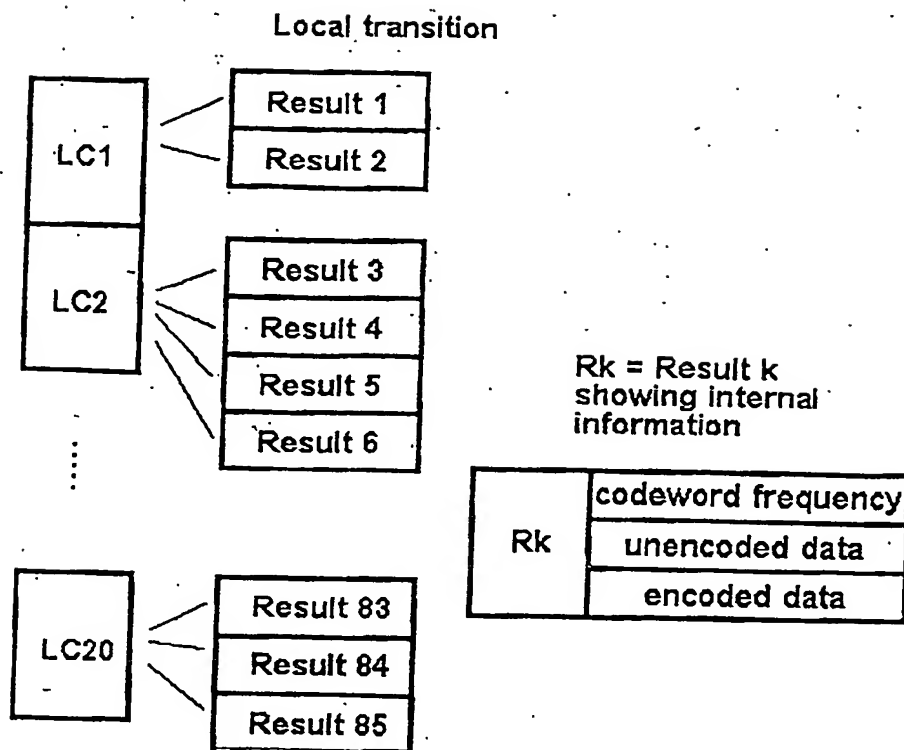 Local transition
LC1
Result 1
Result 2
LC2
Result 3
Result 4
Result 5
Result 6
Rk = Result k
showing internal
information
Rk
codeword frequency
unencoded data
encoded data
LC20
Result 83
Result 84
Result 85